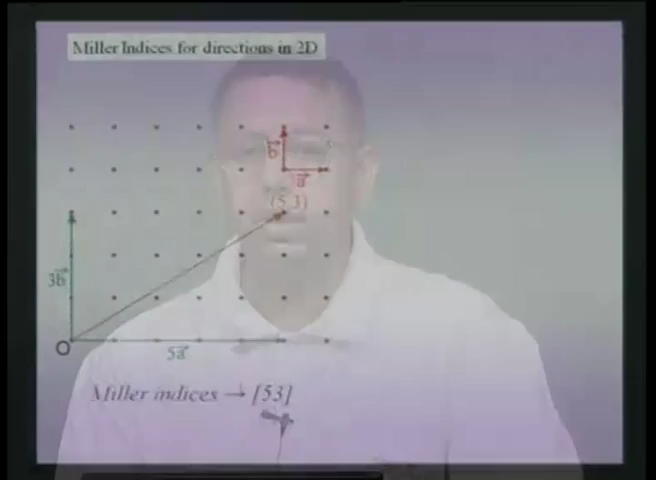 Miller Indices for directions in 2D
b
a
(5,3)
3b
O
5a
Miller indices → [53]